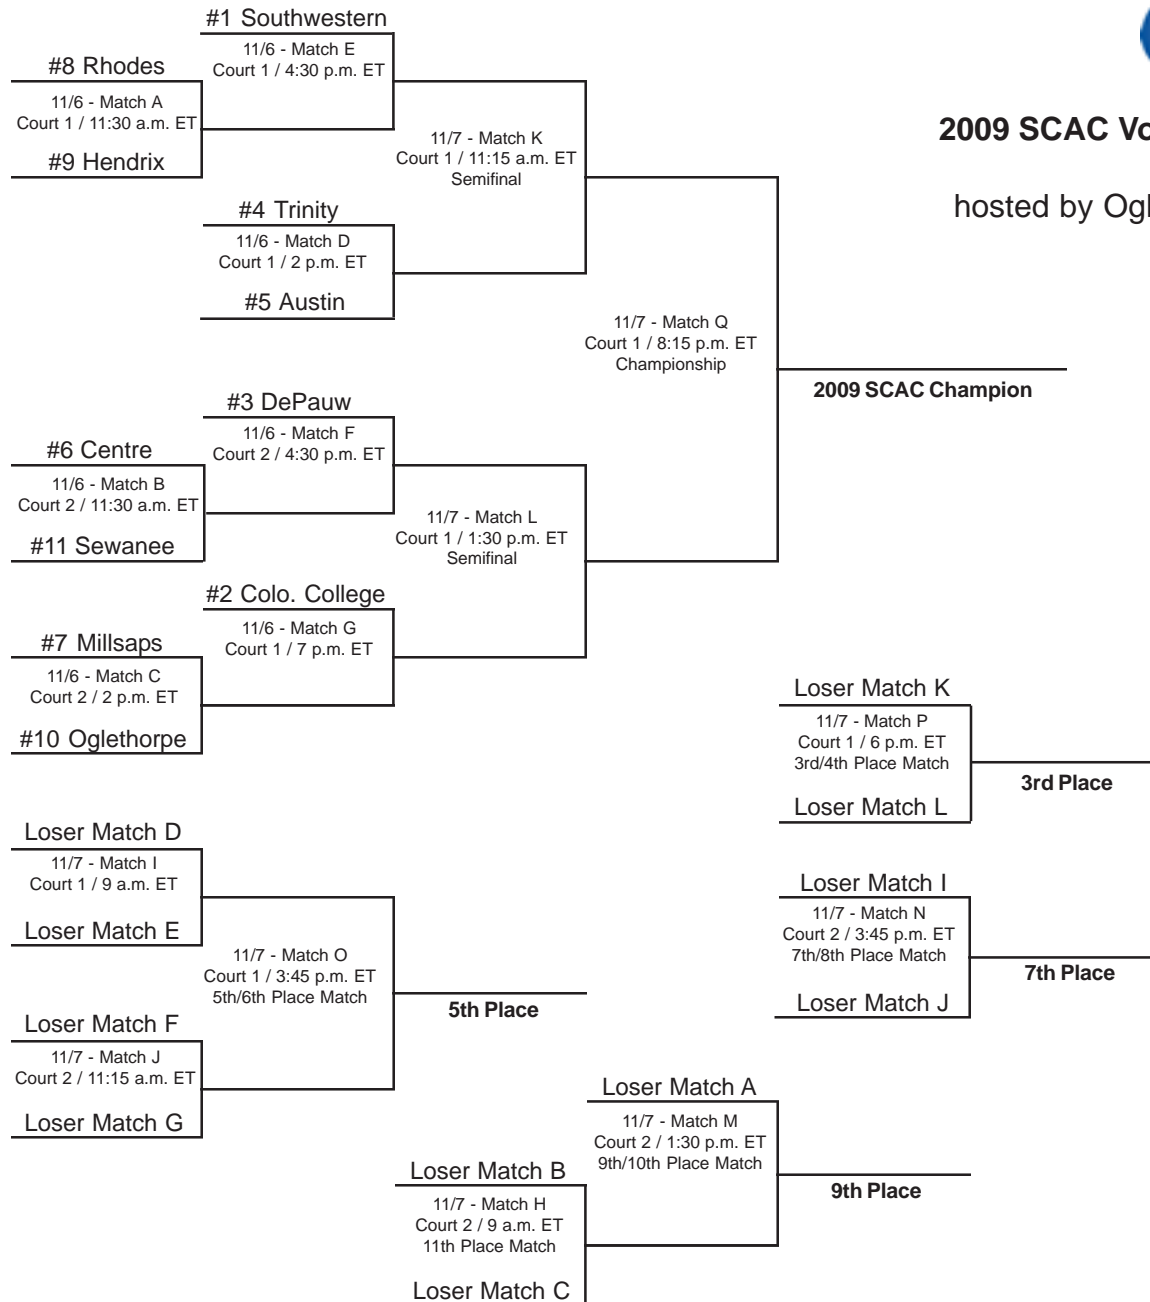 #1 Southwestern
11/6 - Match E
Court 1 / 4:30 p.m. ET
#8 Rhodes
11/6 - Match A
Court 1 / 11:30 a.m. ET
#9 Hendrix
11/7 - Match K
Court 1 / 11:15 a.m. ET
Semifinal
#4 Trinity
11/6 - Match D
Court 1 / 2 p.m. ET
#5 Austin
2009 SCAC Vo
hosted by Ogl
11/7 - Match Q
Court 1 / 8:15 p.m. ET
Championship
2009 SCAC Champion
#3 DePauw
11/6 - Match F
Court 2 / 4:30 p.m. ET
#6 Centre
11/6 - Match B
Court 2 / 11:30 a.m. ET
#11 Sewanee
11/7 - Match L
Court 1 / 1:30 p.m. ET
Semifinal
#2 Colo. College
11/6 - Match G
Court 1 / 7 p.m. ET
#7 Millsaps
11/6 - Match C
Court 2 / 2 p.m. ET
#10 Oglethorpe
Loser Match K
11/7 - Match P
Court 1 / 6 p.m. ET
3rd/4th Place Match
Loser Match L
3rd Place
Loser Match D
11/7 - Match I
Court 1 / 9 a.m. ET
Loser Match E
11/7 - Match O
Court 1 / 3:45 p.m. ET
5th/6th Place Match
5th Place
Loser Match F
11/7 - Match J
Court 2 / 11:15 a.m. ET
Loser Match G
Loser Match I
11/7 - Match N
Court 2 / 3:45 p.m. ET
7th/8th Place Match
Loser Match J
7th Place
Loser Match A
11/7 - Match M
Court 2 / 1:30 p.m. ET
9th/10th Place Match
9th Place
Loser Match B
11/7 - Match H
Court 2 / 9 a.m. ET
11th Place Match
Loser Match C